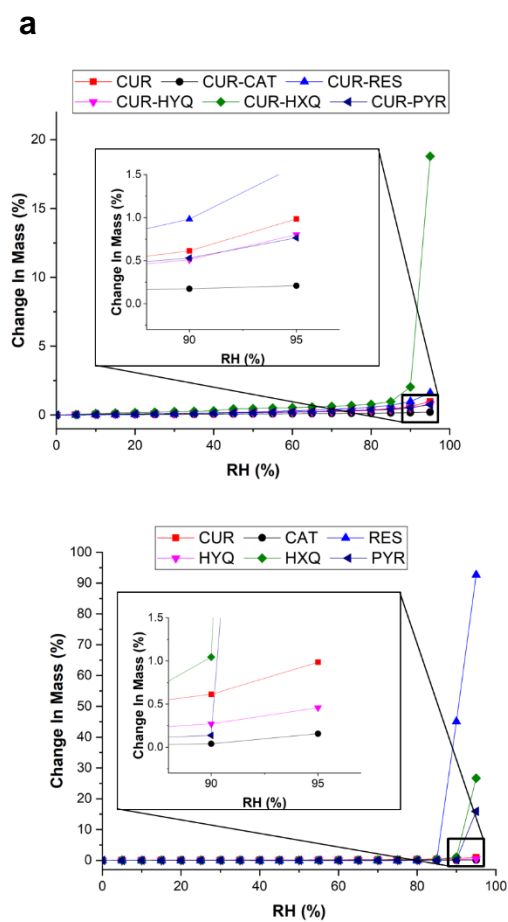 a
CUR CUR-CAT CUR-RES
CUR-HYQ CUR-HXQ CUR-PYR
Change In Mass (%)
20
15
10
5
0
0 20 40 60 80 100
RH (%)
Change In Mass (%)
1.5
1.0
0.5
0.0
90 95
RH (%)
CUR CAT RES
HYQ HXQ PYR
Change In Mass (%)
100
90
80
70
60
50
40
30
20
10
0
0 20 40 60 80 100
RH (%)
Change In Mass (%)
1.5
1.0
0.5
0.0
90 95
RH (%)